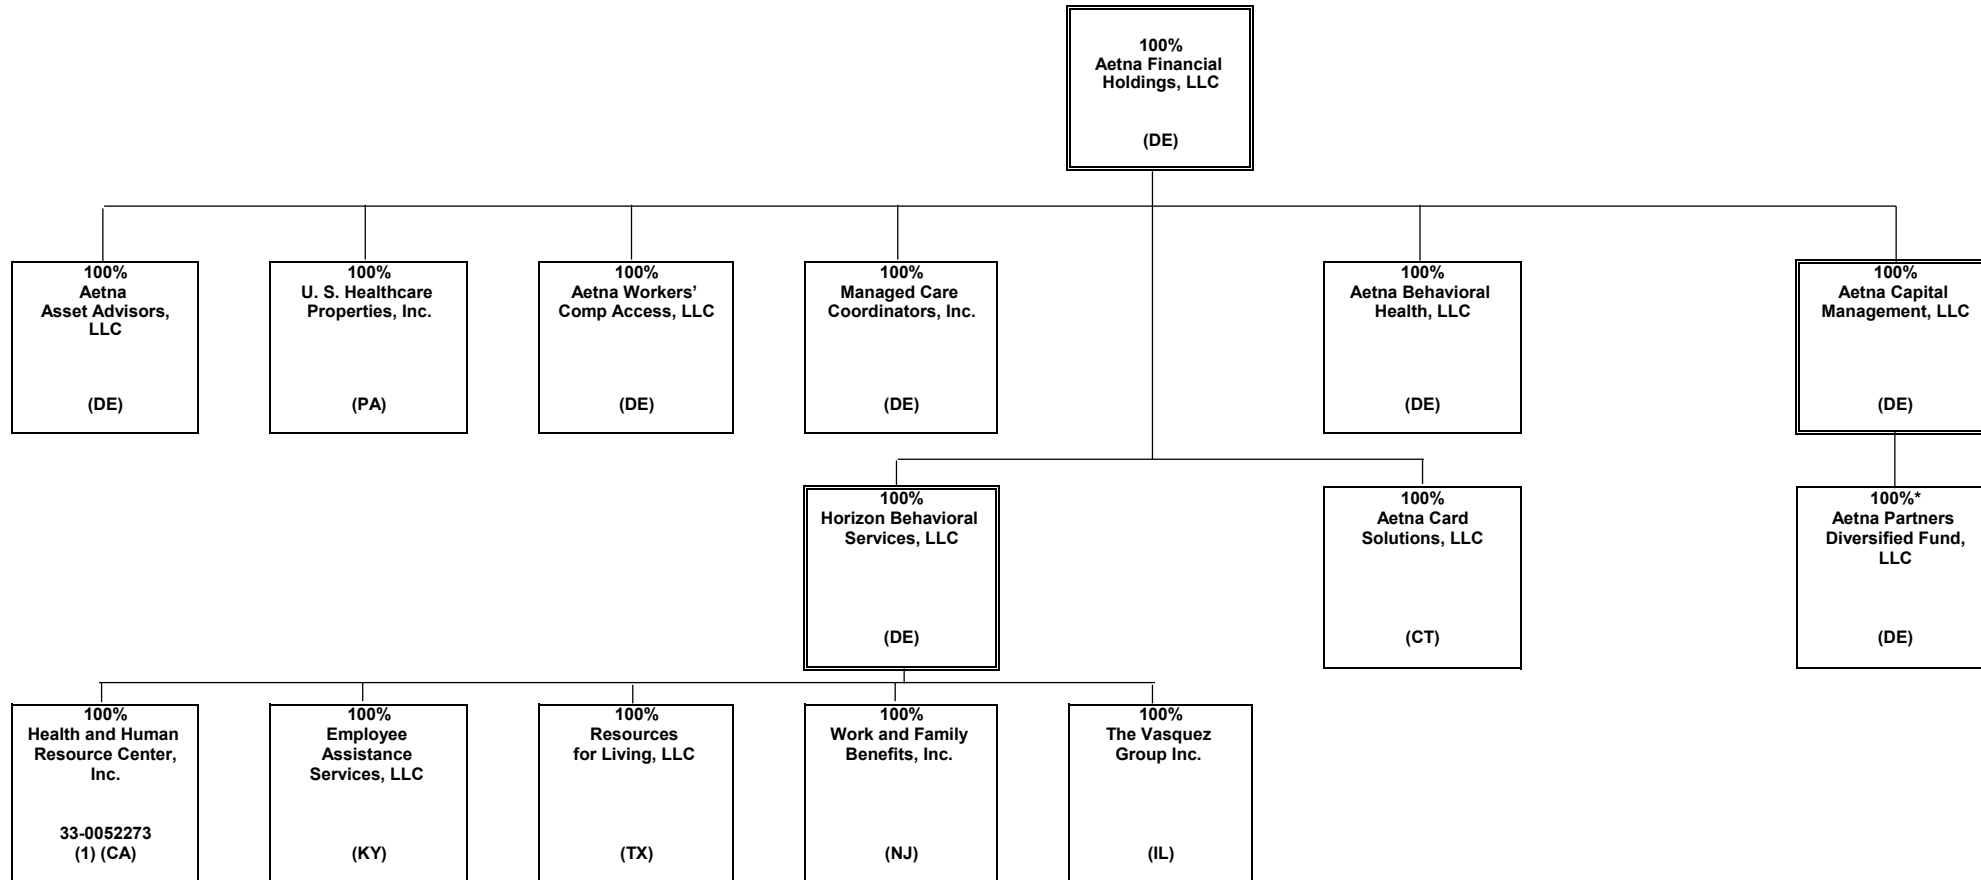 100%
Aetna Financial
Holdings, LLC
(DE)
100%
Aetna
Asset Advisors,
LLC
(DE)
100%
U. S. Healthcare
Properties, Inc.
(PA)
100%
Aetna Workers’
Comp Access, LLC
(DE)
100%
Managed Care
Coordinators, Inc.
(DE)
100%
Aetna Behavioral
Health, LLC
(DE)
100%
Aetna Capital
Management, LLC
(DE)
100%
Horizon Behavioral
Services, LLC
(DE)
100%
Aetna Card
Solutions, LLC
(CT)
100%*
Aetna Partners
Diversified Fund,
LLC
(DE)
100%
Health and Human
Resource Center,
Inc.
33-0052273
(1) (CA)
100%
Employee
Assistance
Services, LLC
(KY)
100%
Resources
for Living, LLC
(TX)
100%
Work and Family
Benefits, Inc.
(NJ)
100%
The Vasquez
Group Inc.
(IL)